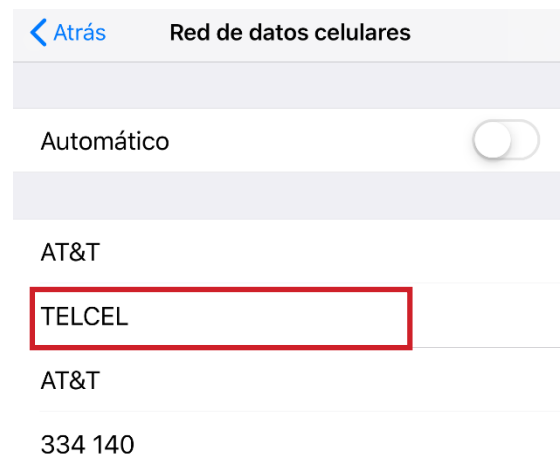 Atrás Red de datos celulares
Automático
AT&T
TELCEL
AT&T
334 140